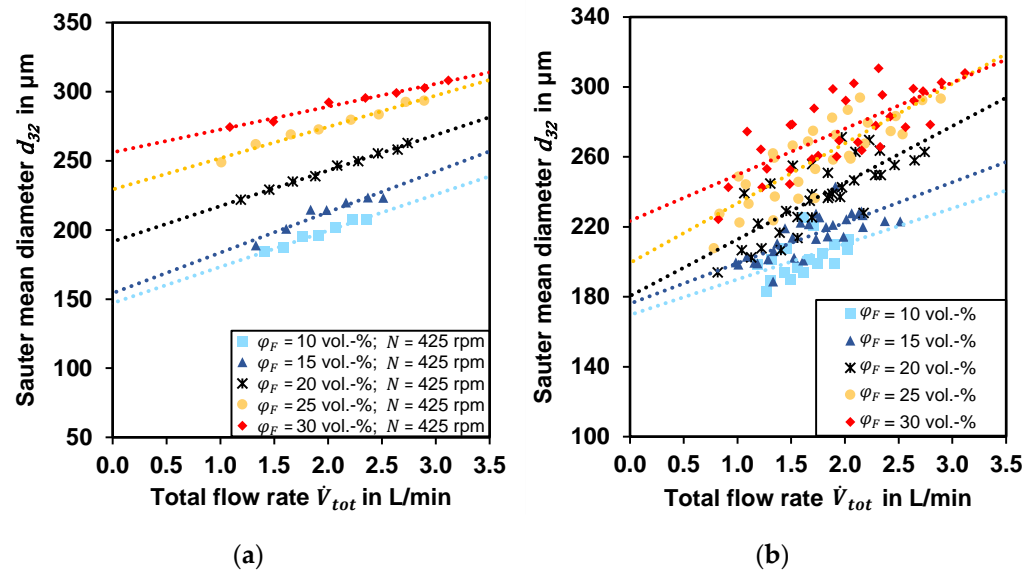 350
300
250
200
150
100
50
Sauter mean diameter d32 in µm
φF = 10 vol.-%; N = 425 rpm
φF = 15 vol.-%; N = 425 rpm
φF = 20 vol.-%; N = 425 rpm
φF = 25 vol.-%; N = 425 rpm
φF = 30 vol.-%; N = 425 rpm
0.0 0.5 1.0 1.5 2.0 2.5 3.0 3.5
Total flow rate V̇tot in L/min
(a)
340
300
260
220
180
140
100
Sauter mean diameter d32 in µm
φF = 10 vol.-%
φF = 15 vol.-%
φF = 20 vol.-%
φF = 25 vol.-%
φF = 30 vol.-%
0.0 0.5 1.0 1.5 2.0 2.5 3.0 3.5
Total flow rate V̇tot in L/min
(b)